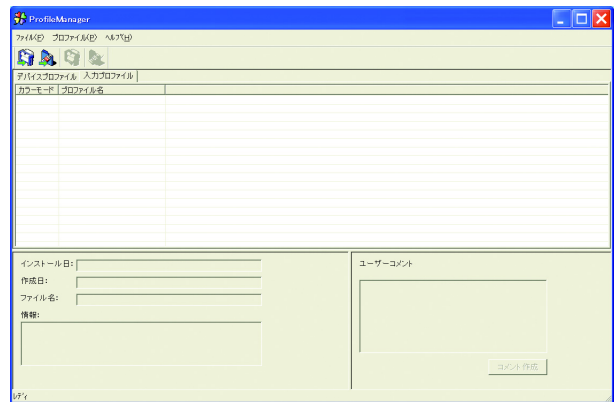 ProfileManager
ﾌｧｲﾙ(F) ﾌﾟﾛﾌｧｲﾙ(P) ﾍﾙﾌﾟ(H)
デバイスプロファイル 入力プロファイル
カラーモード プロファイル名
インストール日:
作成日:
ファイル名:
情報:
ユーザーコメント
コメント作成
ﾚﾃﾞｨ